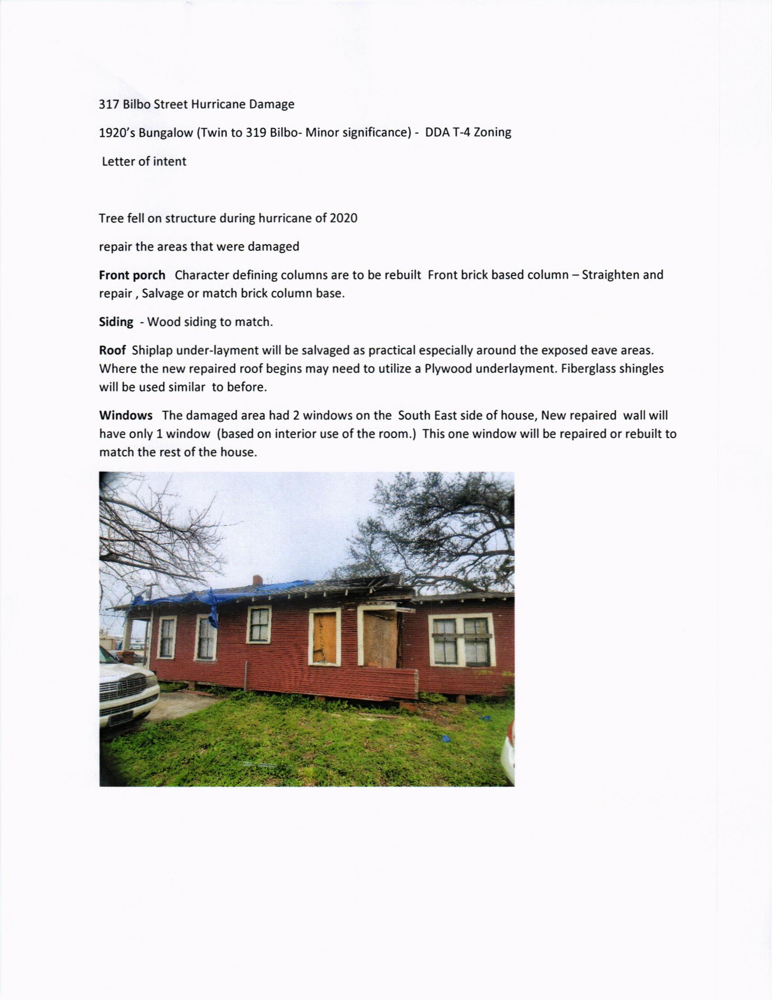 317 Bilbo Street Hurricane Damage
1920's Bungalow (Twin to 319 Bilbo- Minor significance) - DDA T-4 Zoning
Letter of intent
Tree fell on structure during hurricane of 2020
repair the areas that were damaged
Front porch Character defining columns are to be rebuilt Front brick based column – Straighten and
repair , Salvage or match brick column base.
Siding - Wood siding to match.
Roof Shiplap under-layment will be salvaged as practical especially around the exposed eave areas.
Where the new repaired roof begins may need to utilize a Plywood underlayment. Fiberglass shingles
will be used similar to before.
Windows The damaged area had 2 windows on the South East side of house, New repaired wall will
have only 1 window (based on interior use of the room.) This one window will be repaired or rebuilt to
match the rest of the house.